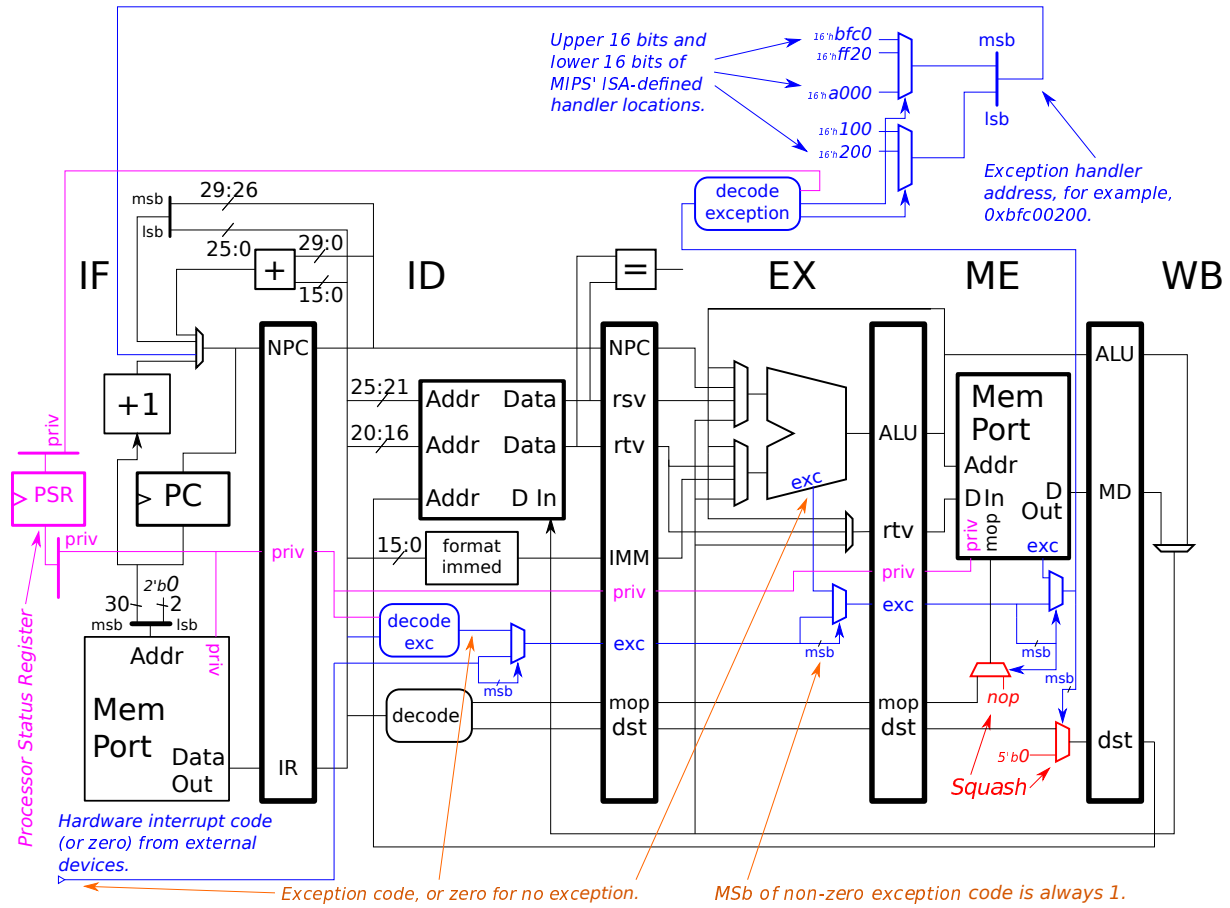 Upper 16 bits and
lower 16 bits of
MIPS' ISA-defined
handler locations.
16'hbfc0
16'hff20
16'ha000
16'h100
16'h200
msb
lsb
Exception handler
address, for example,
0xbfc00200.
decode
exception
29:26
msb
lsb
25:0
29:0
15:0
+
=
IF
ID
EX
ME
WB
NPC
NPC
ALU
+1
25:21
Addr
Data
rsv
Mem
Port
priv
20:16
Addr
Data
rtv
ALU
Addr
PSR
PC
Addr
D In
exc
D In
D
Out
MD
priv
mop
rtv
exc
priv
priv
15:0
format
immed
IMM
priv
priv
2'b0
30
2
msb
lsb
decode
exc
exc
exc
msb
msb
msb
msb
Addr
priv
Processor Status Register
Mem
Port
Data
Out
decode
mop
dst
mop
dst
nop
5'b0
dst
IR
Squash
Hardware interrupt code
(or zero) from external
devices.
Exception code, or zero for no exception.
MSb of non-zero exception code is always 1.